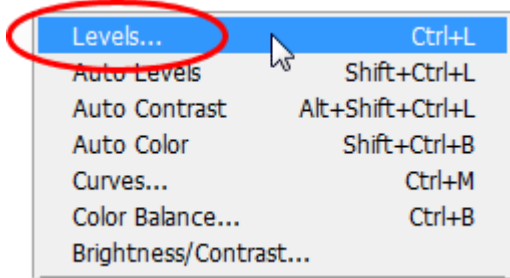 Levels... Ctrl+L
Auto Levels Shift+Ctrl+L
Auto Contrast Alt+Shift+Ctrl+L
Auto Color Shift+Ctrl+B
Curves... Ctrl+M
Color Balance... Ctrl+B
Brightness/Contrast...